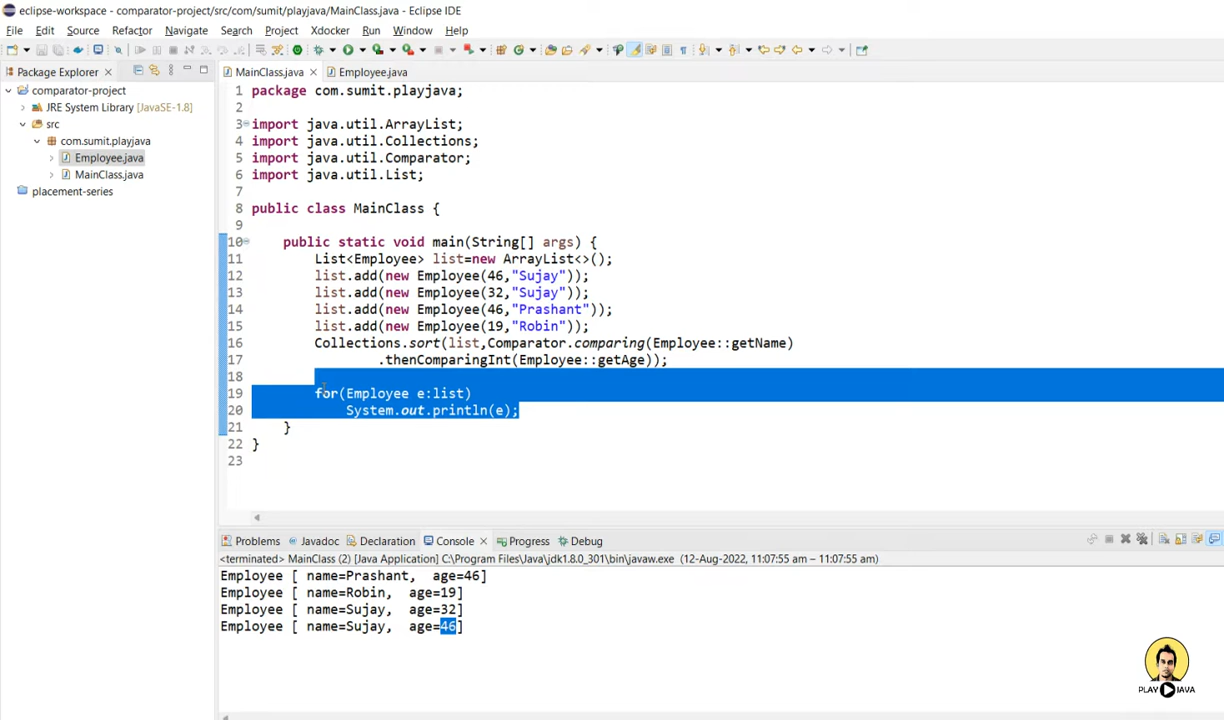 eclipse-workspace - comparator-project/src/com/sumit/playjava/MainClass.java - Eclipse IDE
File Edit Source Refactor Navigate Search Project Xdocker Run Window Help
Package Explorer
comparator-project
JRE System Library [JavaSE-1.8]
src
com.sumit.playjava
Employee.java
MainClass.java
placement-series
MainClass.java Employee.java
1 package com.sumit.playjava;
2
3 import java.util.ArrayList;
4 import java.util.Collections;
5 import java.util.Comparator;
6 import java.util.List;
7
8 public class MainClass {
9
10 public static void main(String[] args) {
11 List<Employee> list=new ArrayList<>();
12 list.add(new Employee(46,"Sujay"));
13 list.add(new Employee(32,"Sujay"));
14 list.add(new Employee(46,"Prashant"));
15 list.add(new Employee(19,"Robin"));
16 Collections.sort(list,Comparator.comparing(Employee::getName)
17 .thenComparingInt(Employee::getAge));
18
19 for(Employee e:list)
20 System.out.println(e);
21 }
22 }
23
Problems Javadoc Declaration Console Progress Debug
<terminated> MainClass (2) [Java Application] C:\Program Files\Java\jdk1.8.0_301\bin\javaw.exe (12-Aug-2022, 11:07:55 am – 11:07:55 am)
Employee [ name=Prashant, age=46]
Employee [ name=Robin, age=19]
Employee [ name=Sujay, age=32]
Employee [ name=Sujay, age=46]
PLAY JAVA